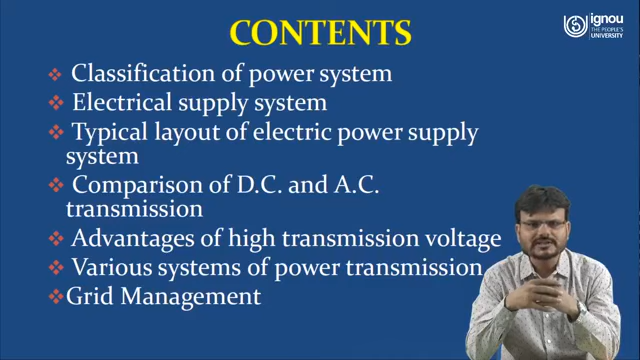 CONTENTS
ignou
THE PEOPLE'S
UNIVERSITY
Classification of power system
Electrical supply system
Typical layout of electric power supply
system
Comparison of D.C. and A.C.
transmission
Advantages of high transmission voltage
Various systems of power transmission
Grid Management